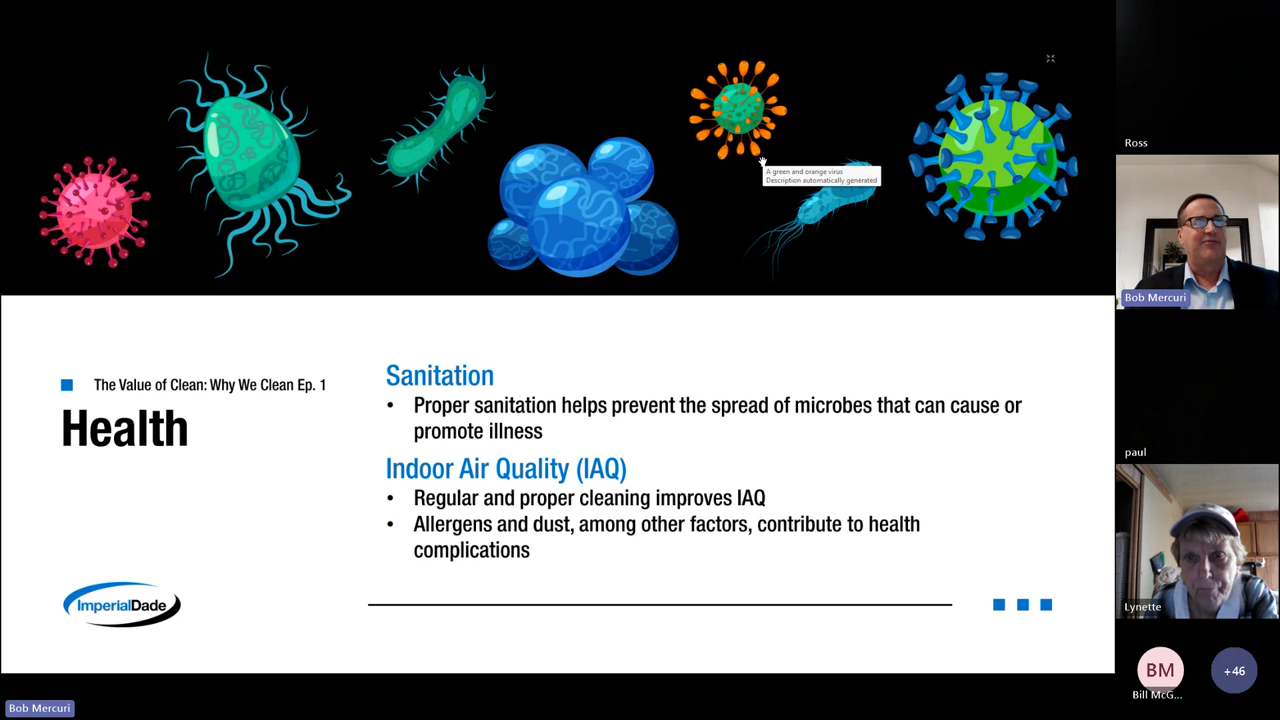 A green and orange virus
Description automatically generated
The Value of Clean: Why We Clean Ep. 1
Health
Sanitation
• Proper sanitation helps prevent the spread of microbes that can cause or
promote illness
Indoor Air Quality (IAQ)
• Regular and proper cleaning improves IAQ
• Allergens and dust, among other factors, contribute to health
complications
ImperialDade
Ross
Bob Mercuri
paul
Lynette
BM
Bill McG...
+46
Bob Mercuri